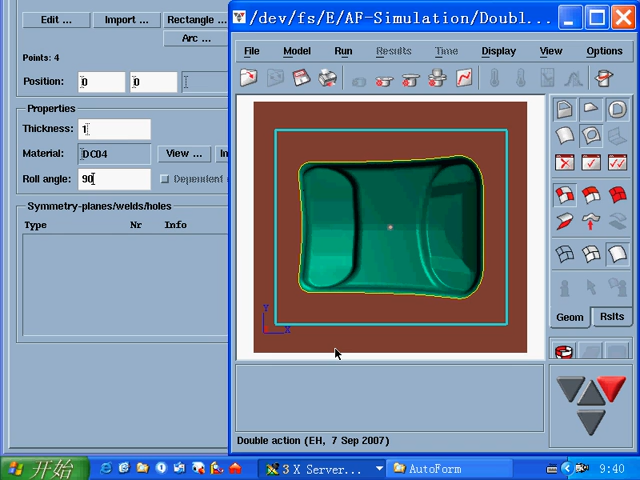 /dev/fs/E/AF-Simulation/Doubl...
Edit ... Import ... Rectangle ...
Arc ...
File Model Run Results Time Display View Options
Points: 4
Position: 0 0
Properties
Thickness: 1
Material: DC04 View ...
Roll angle: 90 Dependent
Symmetry-planes/welds/holes
Type Nr Info
Y
X
Geom Rslts
Double action (EH, 7 Sep 2007)
开始 3 X Server... AutoForm 9:40